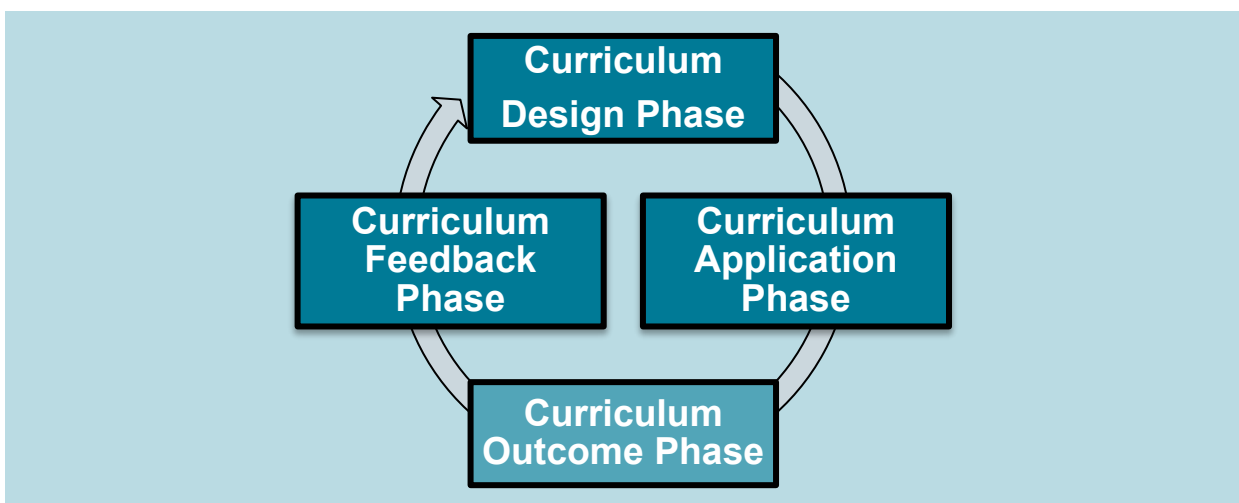 Curriculum
Design Phase
Curriculum
Feedback
Phase
Curriculum
Application
Phase
Curriculum
Outcome Phase